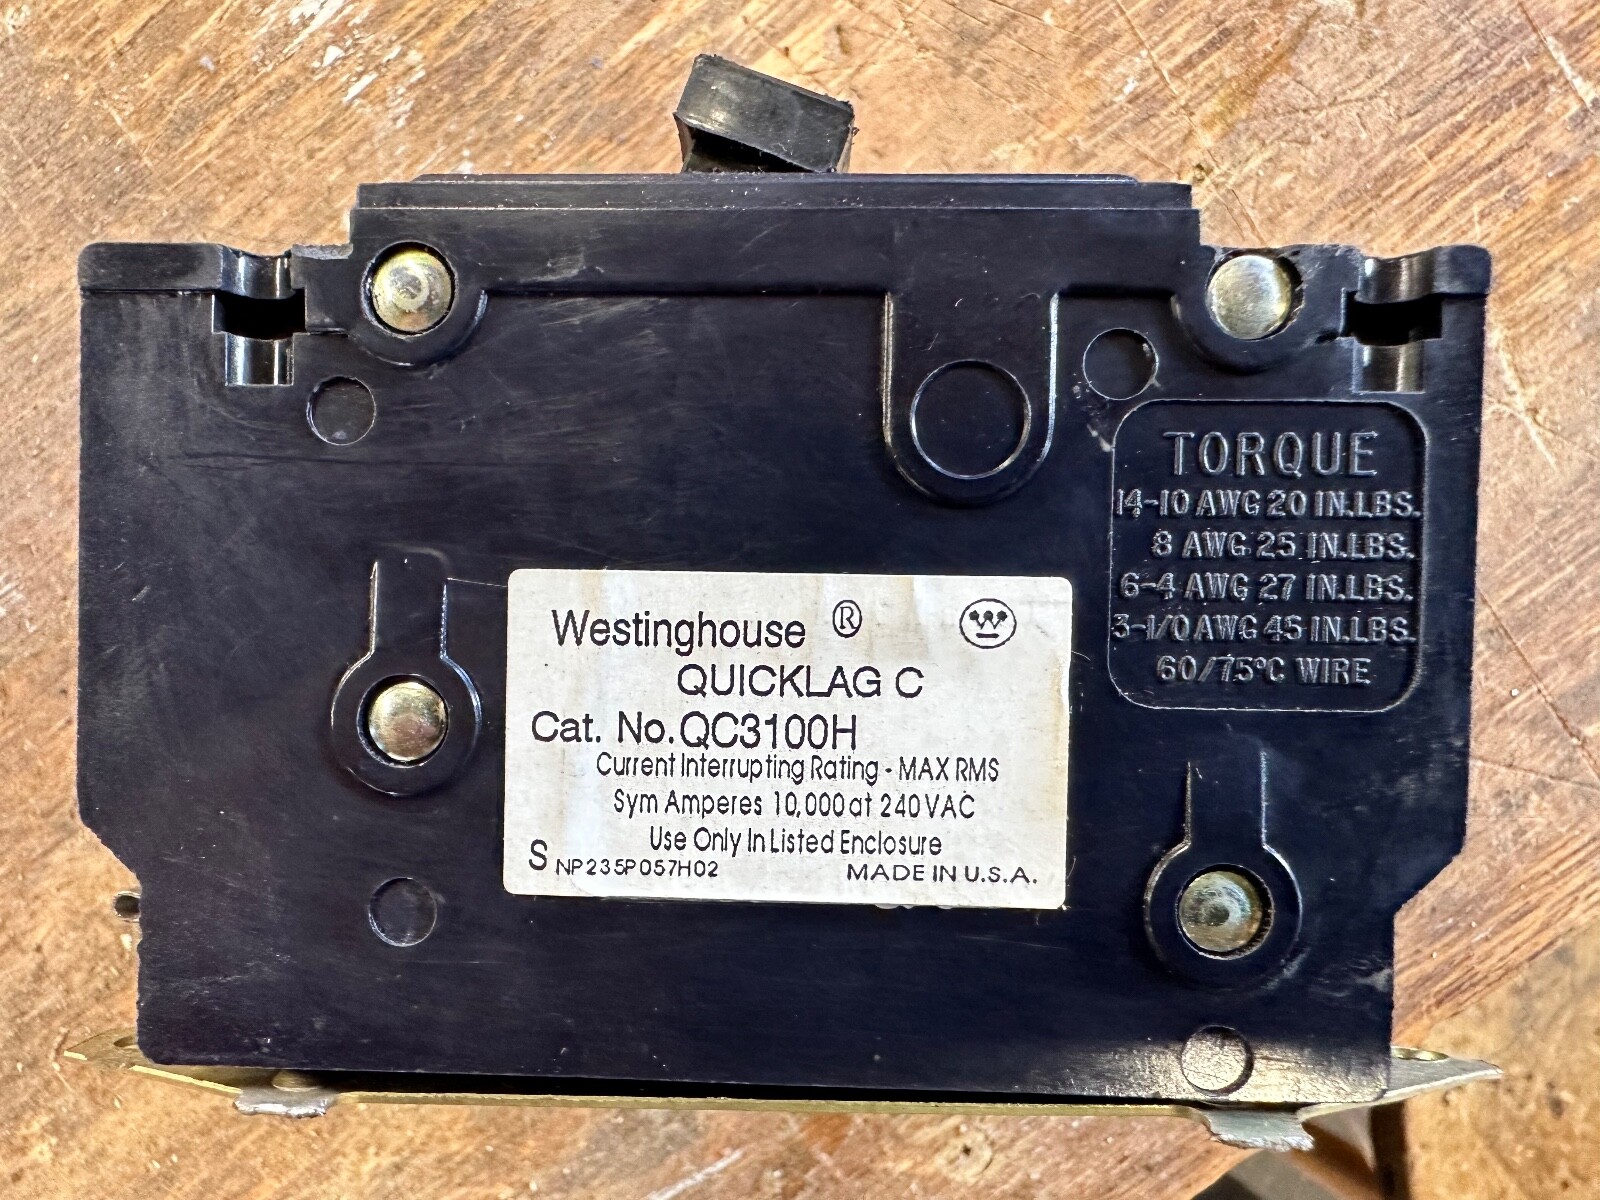 TORQUE
14-10 AWG 20 IN.LBS.
8 AWG 25 IN.LBS.
6-4 AWG 27 IN.LBS.
3-1/0 AWG 45 IN.LBS.
60/75°C WIRE
Westinghouse ®
W
QUICKLAG C
Cat. No. QC3100H
Current Interrupting Rating - MAX RMS
Sym Amperes 10,000 at 240 VAC
Use Only In Listed Enclosure
S NP235P057H02 MADE IN U.S.A.